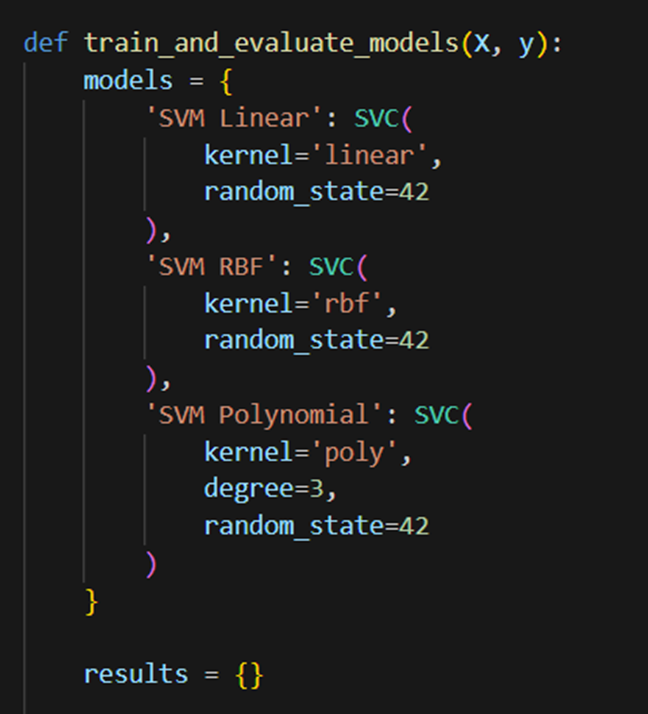 def train_and_evaluate_models(X, y):
    models = {
        'SVM Linear': SVC(
            kernel='linear',
            random_state=42
        ),
        'SVM RBF': SVC(
            kernel='rbf',
            random_state=42
        ),
        'SVM Polynomial': SVC(
            kernel='poly',
            degree=3,
            random_state=42
        )
    }

    results = {}